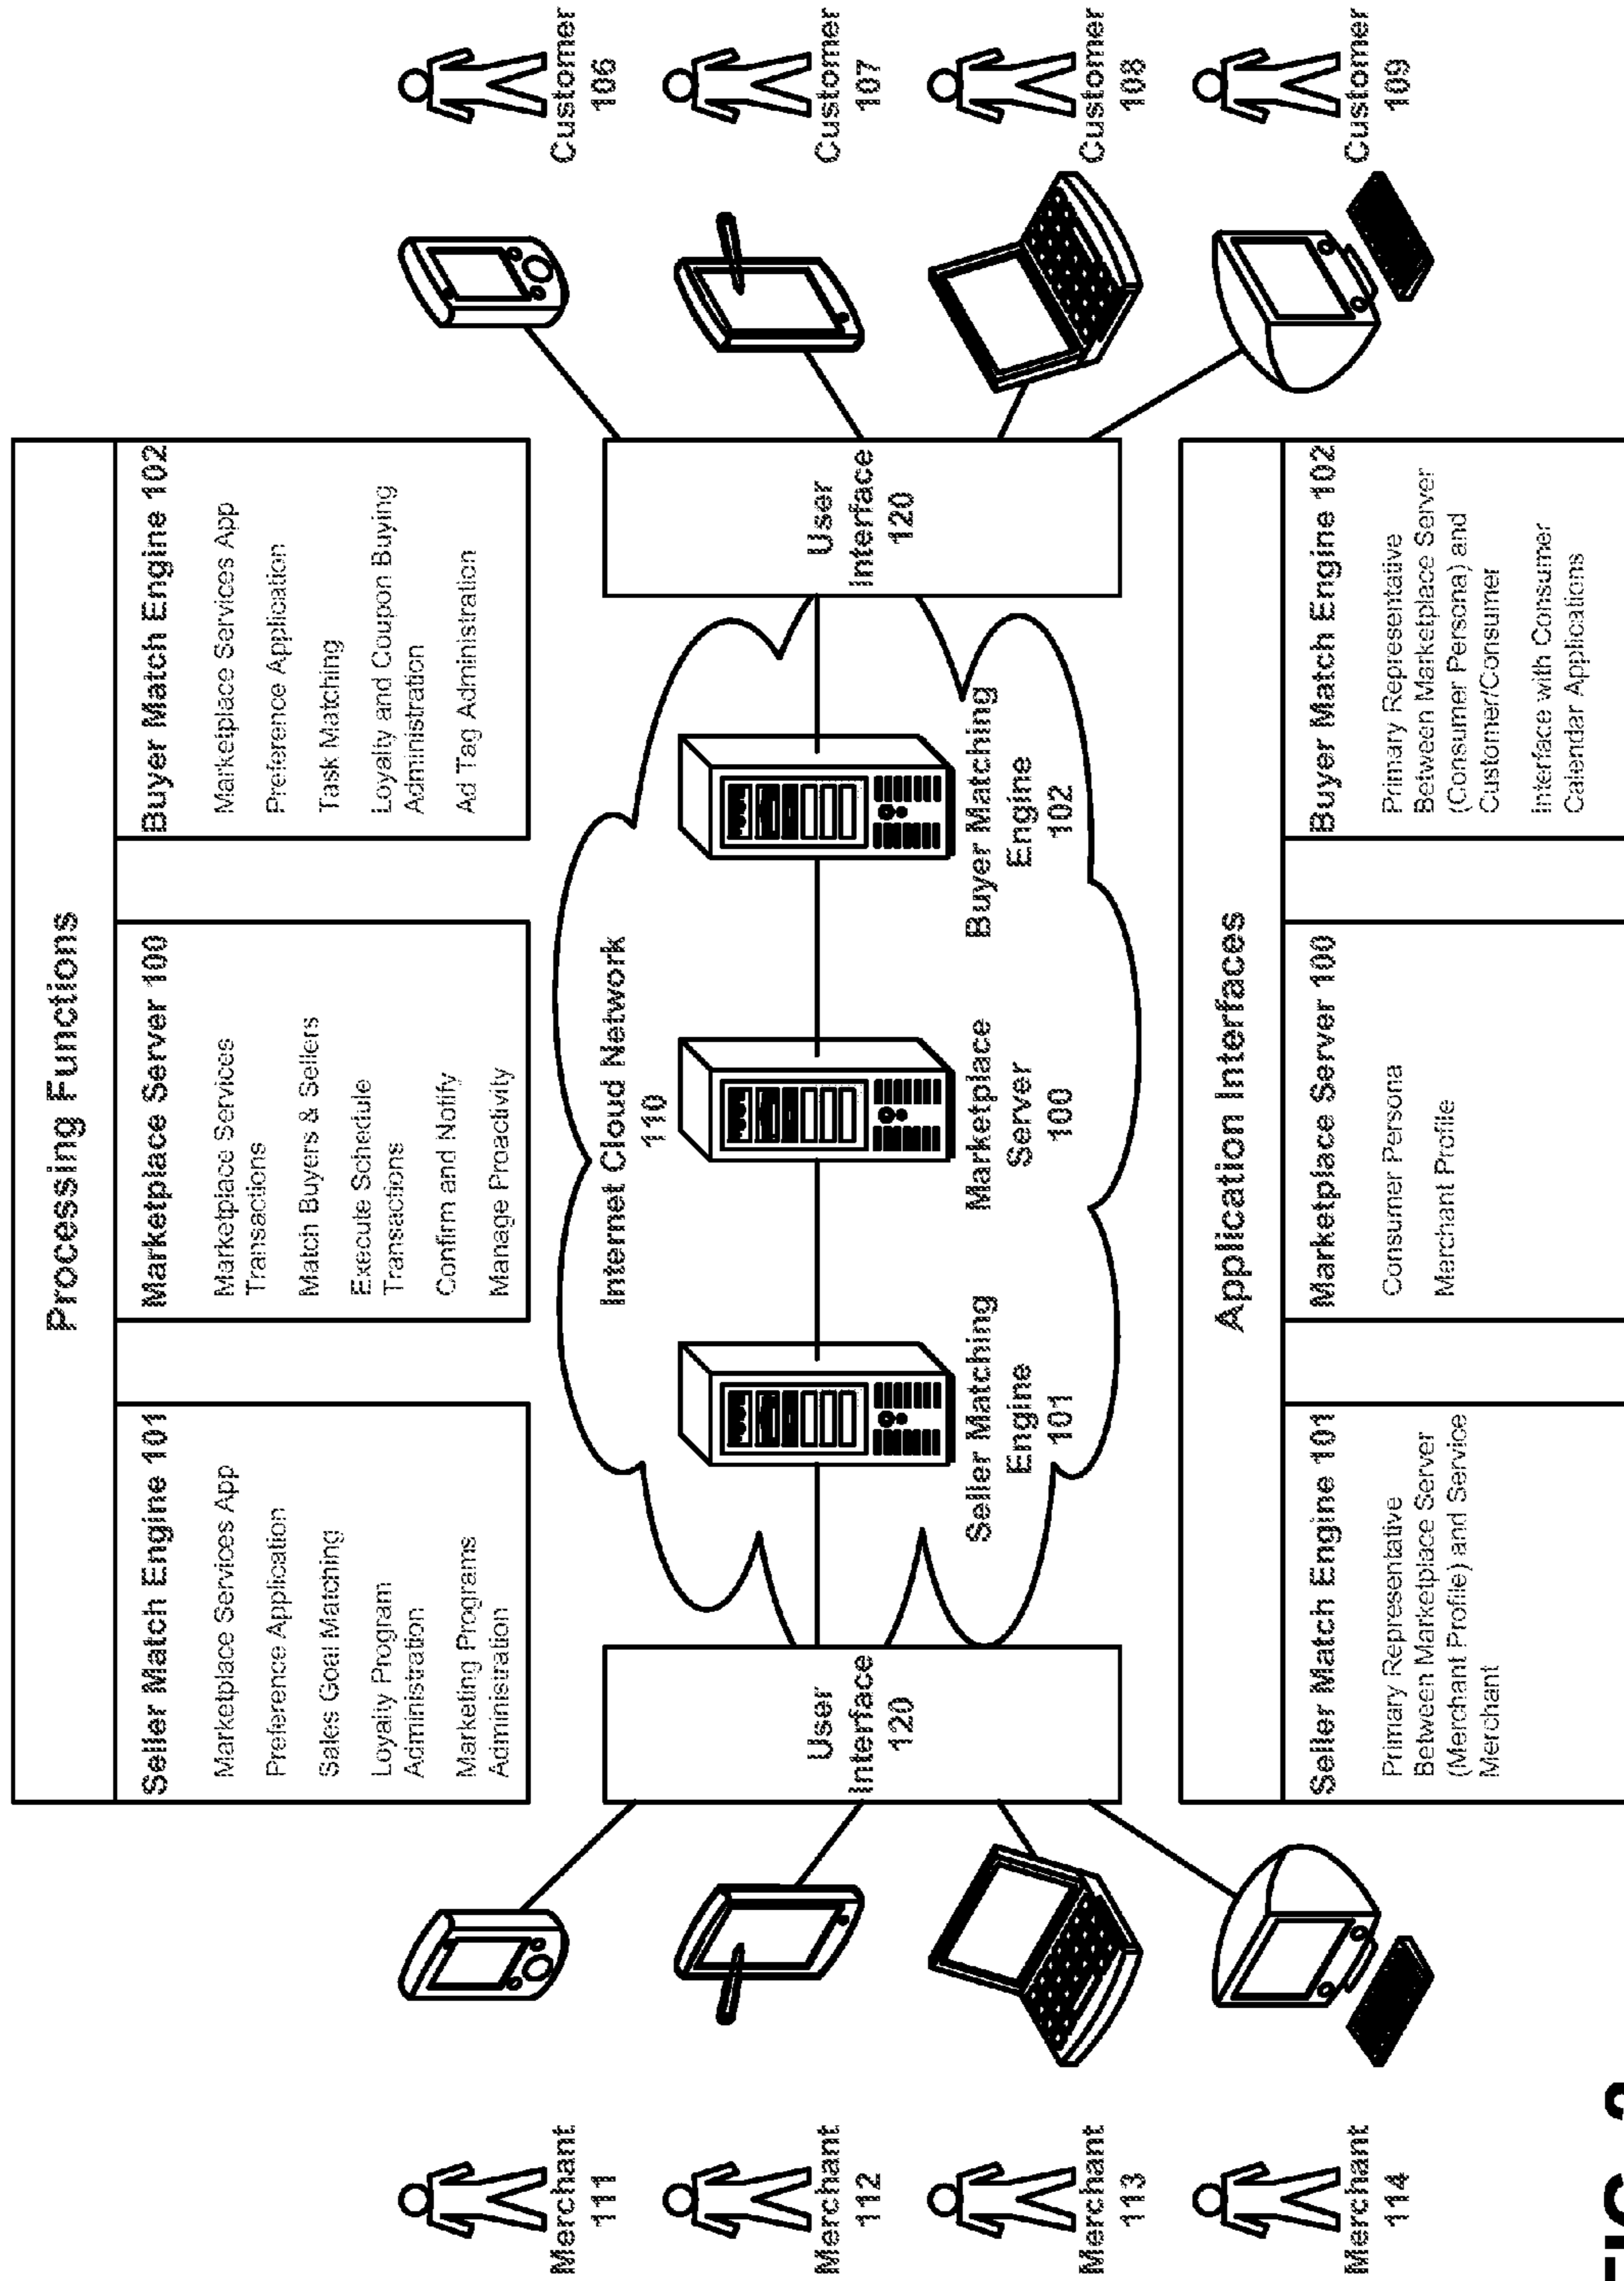 Processing Functions
Seller Match Engine 101
Marketplace Services App
Preference Application
Sales Goal Matching
Loyalty Program
Administration
Marketing Programs
Administration
Marketplace Server 100
Marketplace Services
Transactions
Match Buyers & Sellers
Execute Schedule
Transactions
Confirm and Notify
Manage Proactivity
Buyer Match Engine 102
Marketplace Services App
Preference Application
Task Matching
Loyalty and Coupon Buying
Administration
Ad Tag Administration
Merchant
111
Merchant
112
Merchant
113
Merchant
114
User
Interface
120
Internet Cloud Network
110
Seller Matching
Engine
101
Marketplace
Server
100
Buyer Matching
Engine
102
User
Interface
120
Customer
106
Customer
107
Customer
108
Customer
109
Application Interfaces
Seller Match Engine 101
Primary Representative
Between Marketplace Server
(Merchant Profile) and Service
Merchant
Marketplace Server 100
Consumer Persona
Merchant Profile
Buyer Match Engine 102
Primary Representative
Between Marketplace Server
(Consumer Persona) and
Customer/Consumer
Interface with Consumer
Calendar Applications